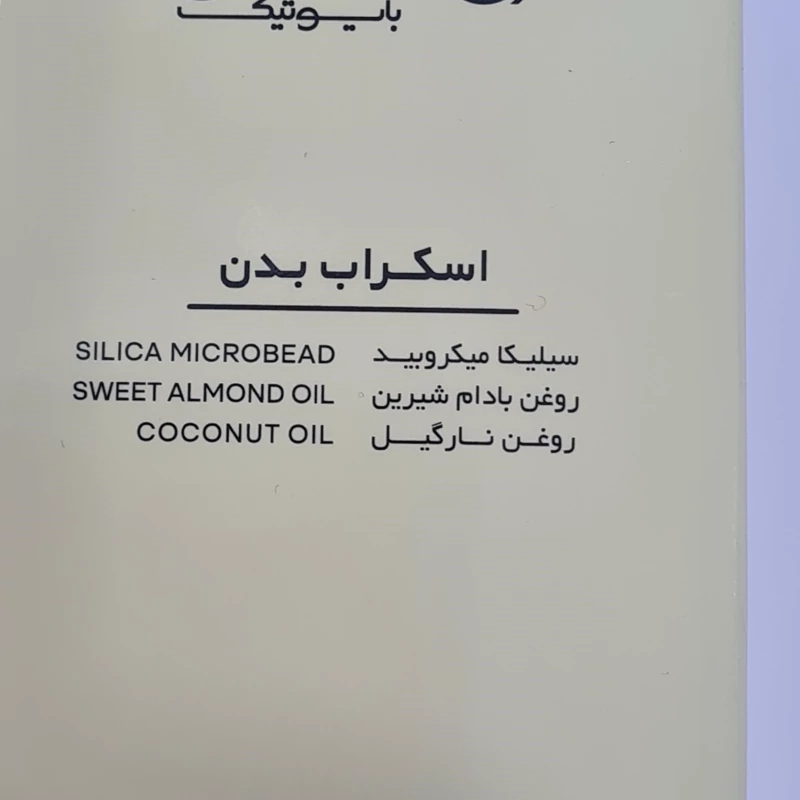 بایوتیک
اسکراب بدن
سیلیکا میکروبید SILICA MICROBEAD
روغن بادام شیرین SWEET ALMOND OIL
روغن نارگیل COCONUT OIL